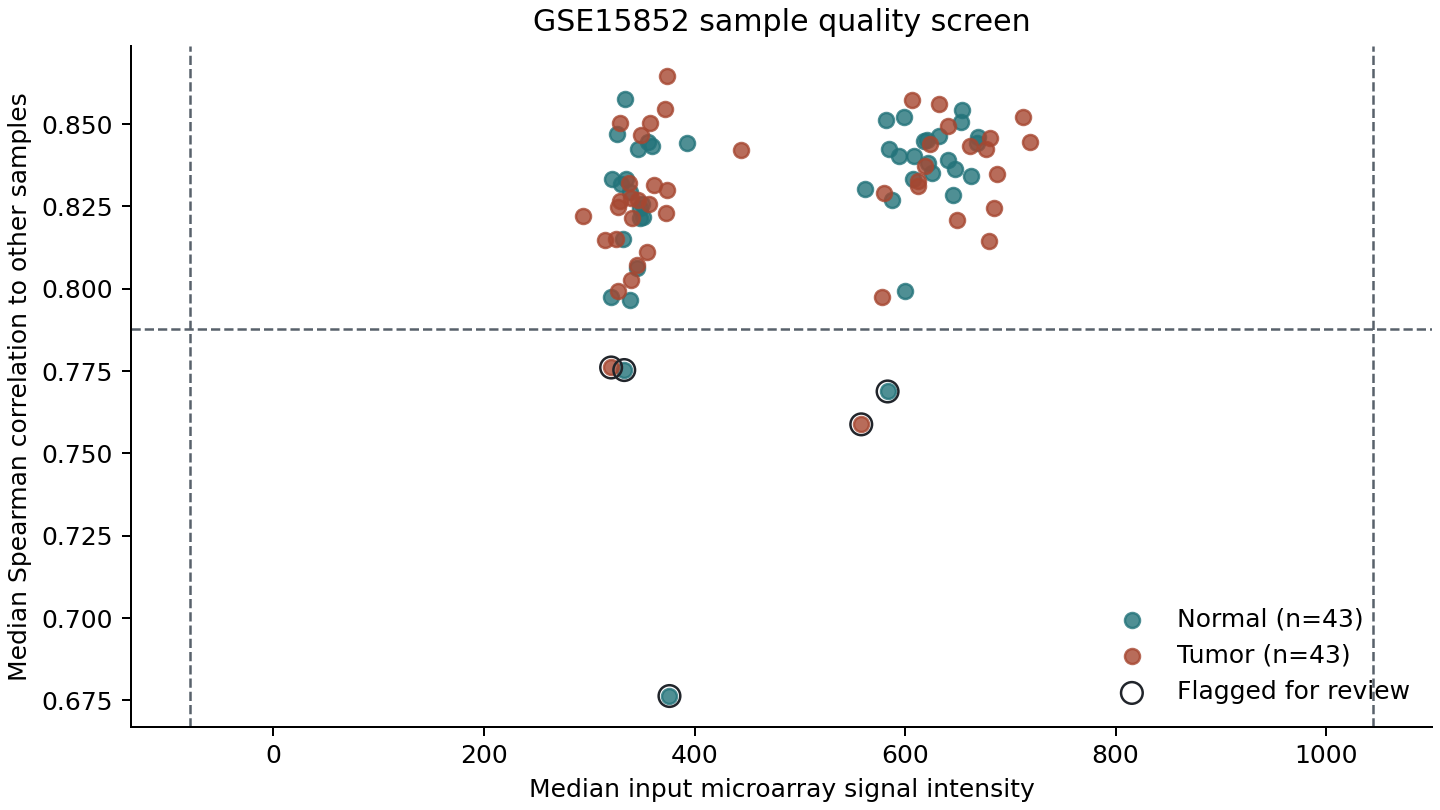 GSE15852 sample quality screen
Median Spearman correlation to other samples
0.850
0.825
0.800
0.775
0.750
0.725
0.700
0.675
Normal (n=43)
Tumor (n=43)
Flagged for review
0 200 400 600 800 1000
Median input microarray signal intensity